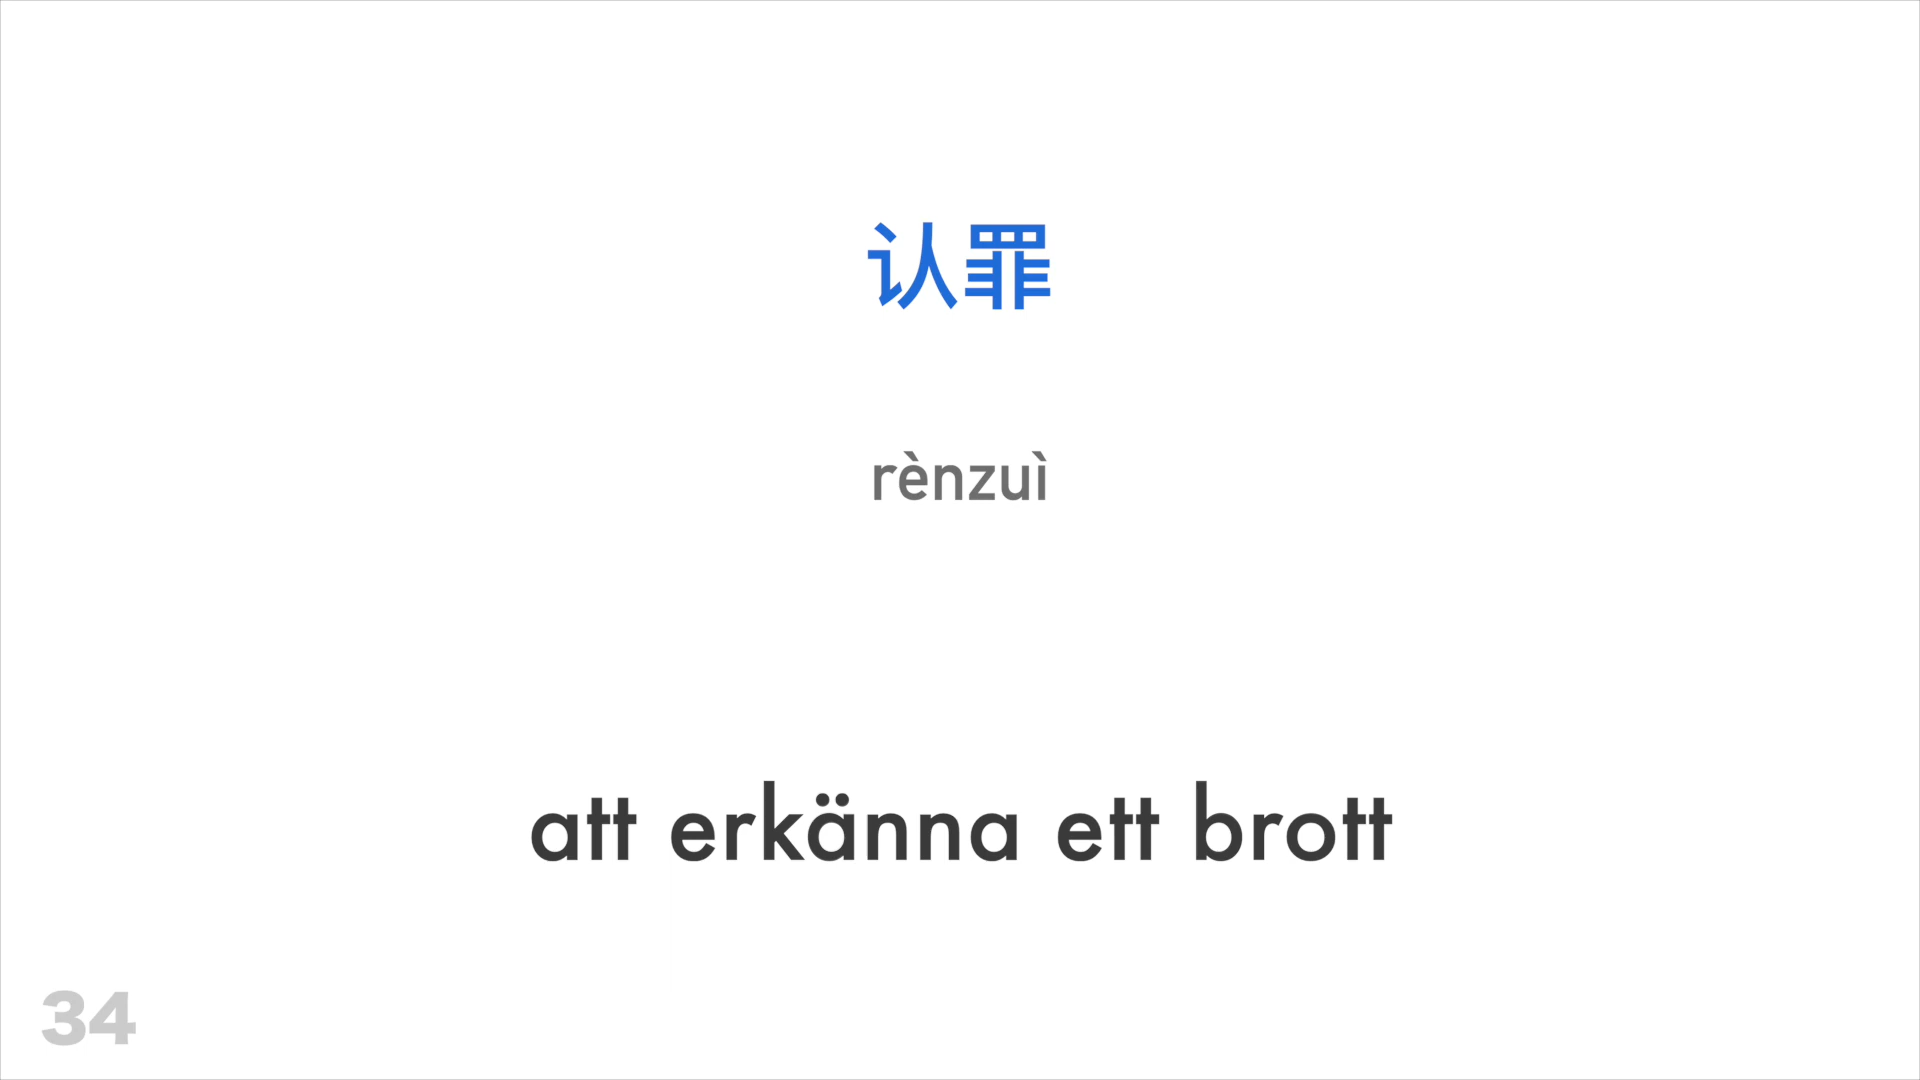 认罪
rènzuì
att erkänna ett brott
34